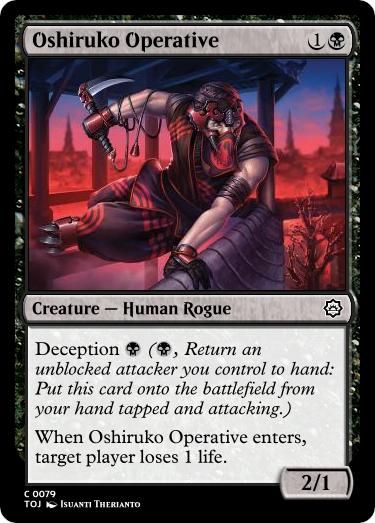 Oshiruko Operative 1
Creature — Human Rogue
Deception (, Return an
unblocked attacker you control to hand:
Put this card onto the battlefield from
your hand tapped and attacking.)
When Oshiruko Operative enters,
target player loses 1 life.
2/1
C 0079
TOJ Isuanti Therianto